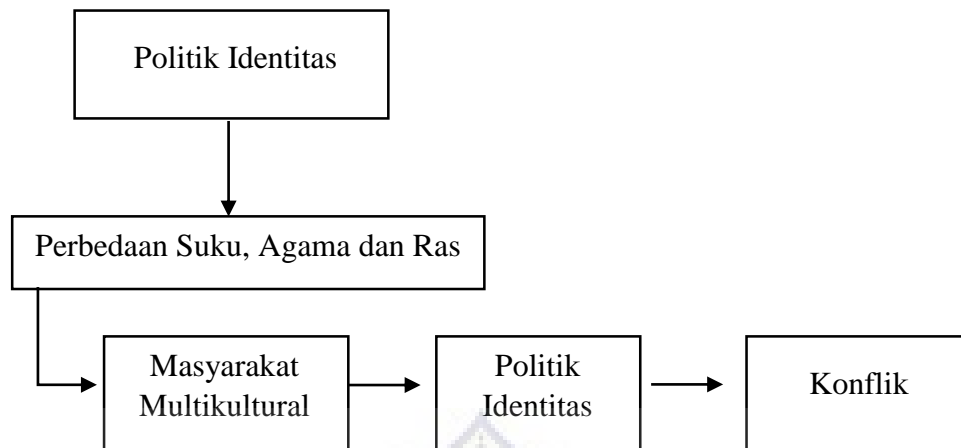 Politik Identitas
Perbedaan Suku, Agama dan Ras
Masyarakat
Multikultural
Politik
Identitas
Konflik